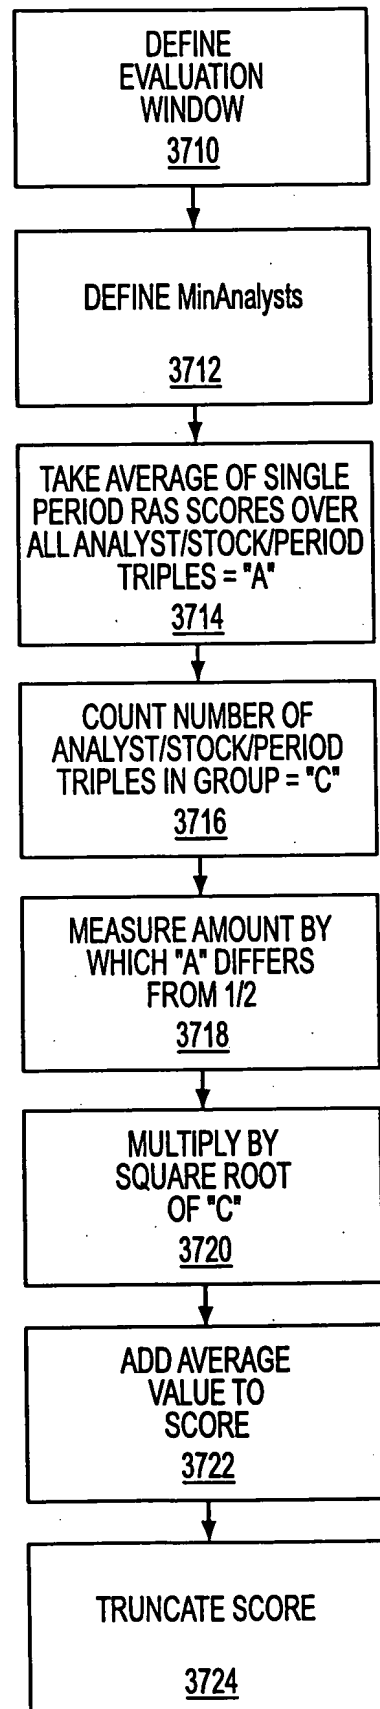 DEFINE
EVALUATION
WINDOW
3710
DEFINE MinAnalysts
3712
TAKE AVERAGE OF SINGLE
PERIOD RAS SCORES OVER
ALL ANALYST/STOCK/PERIOD
TRIPLES = "A"
3714
COUNT NUMBER OF
ANALYST/STOCK/PERIOD
TRIPLES IN GROUP = "C"
3716
MEASURE AMOUNT BY
WHICH "A" DIFFERS
FROM 1/2
3718
MULTIPLY BY
SQUARE ROOT
OF "C"
3720
ADD AVERAGE
VALUE TO
SCORE
3722
TRUNCATE SCORE
3724